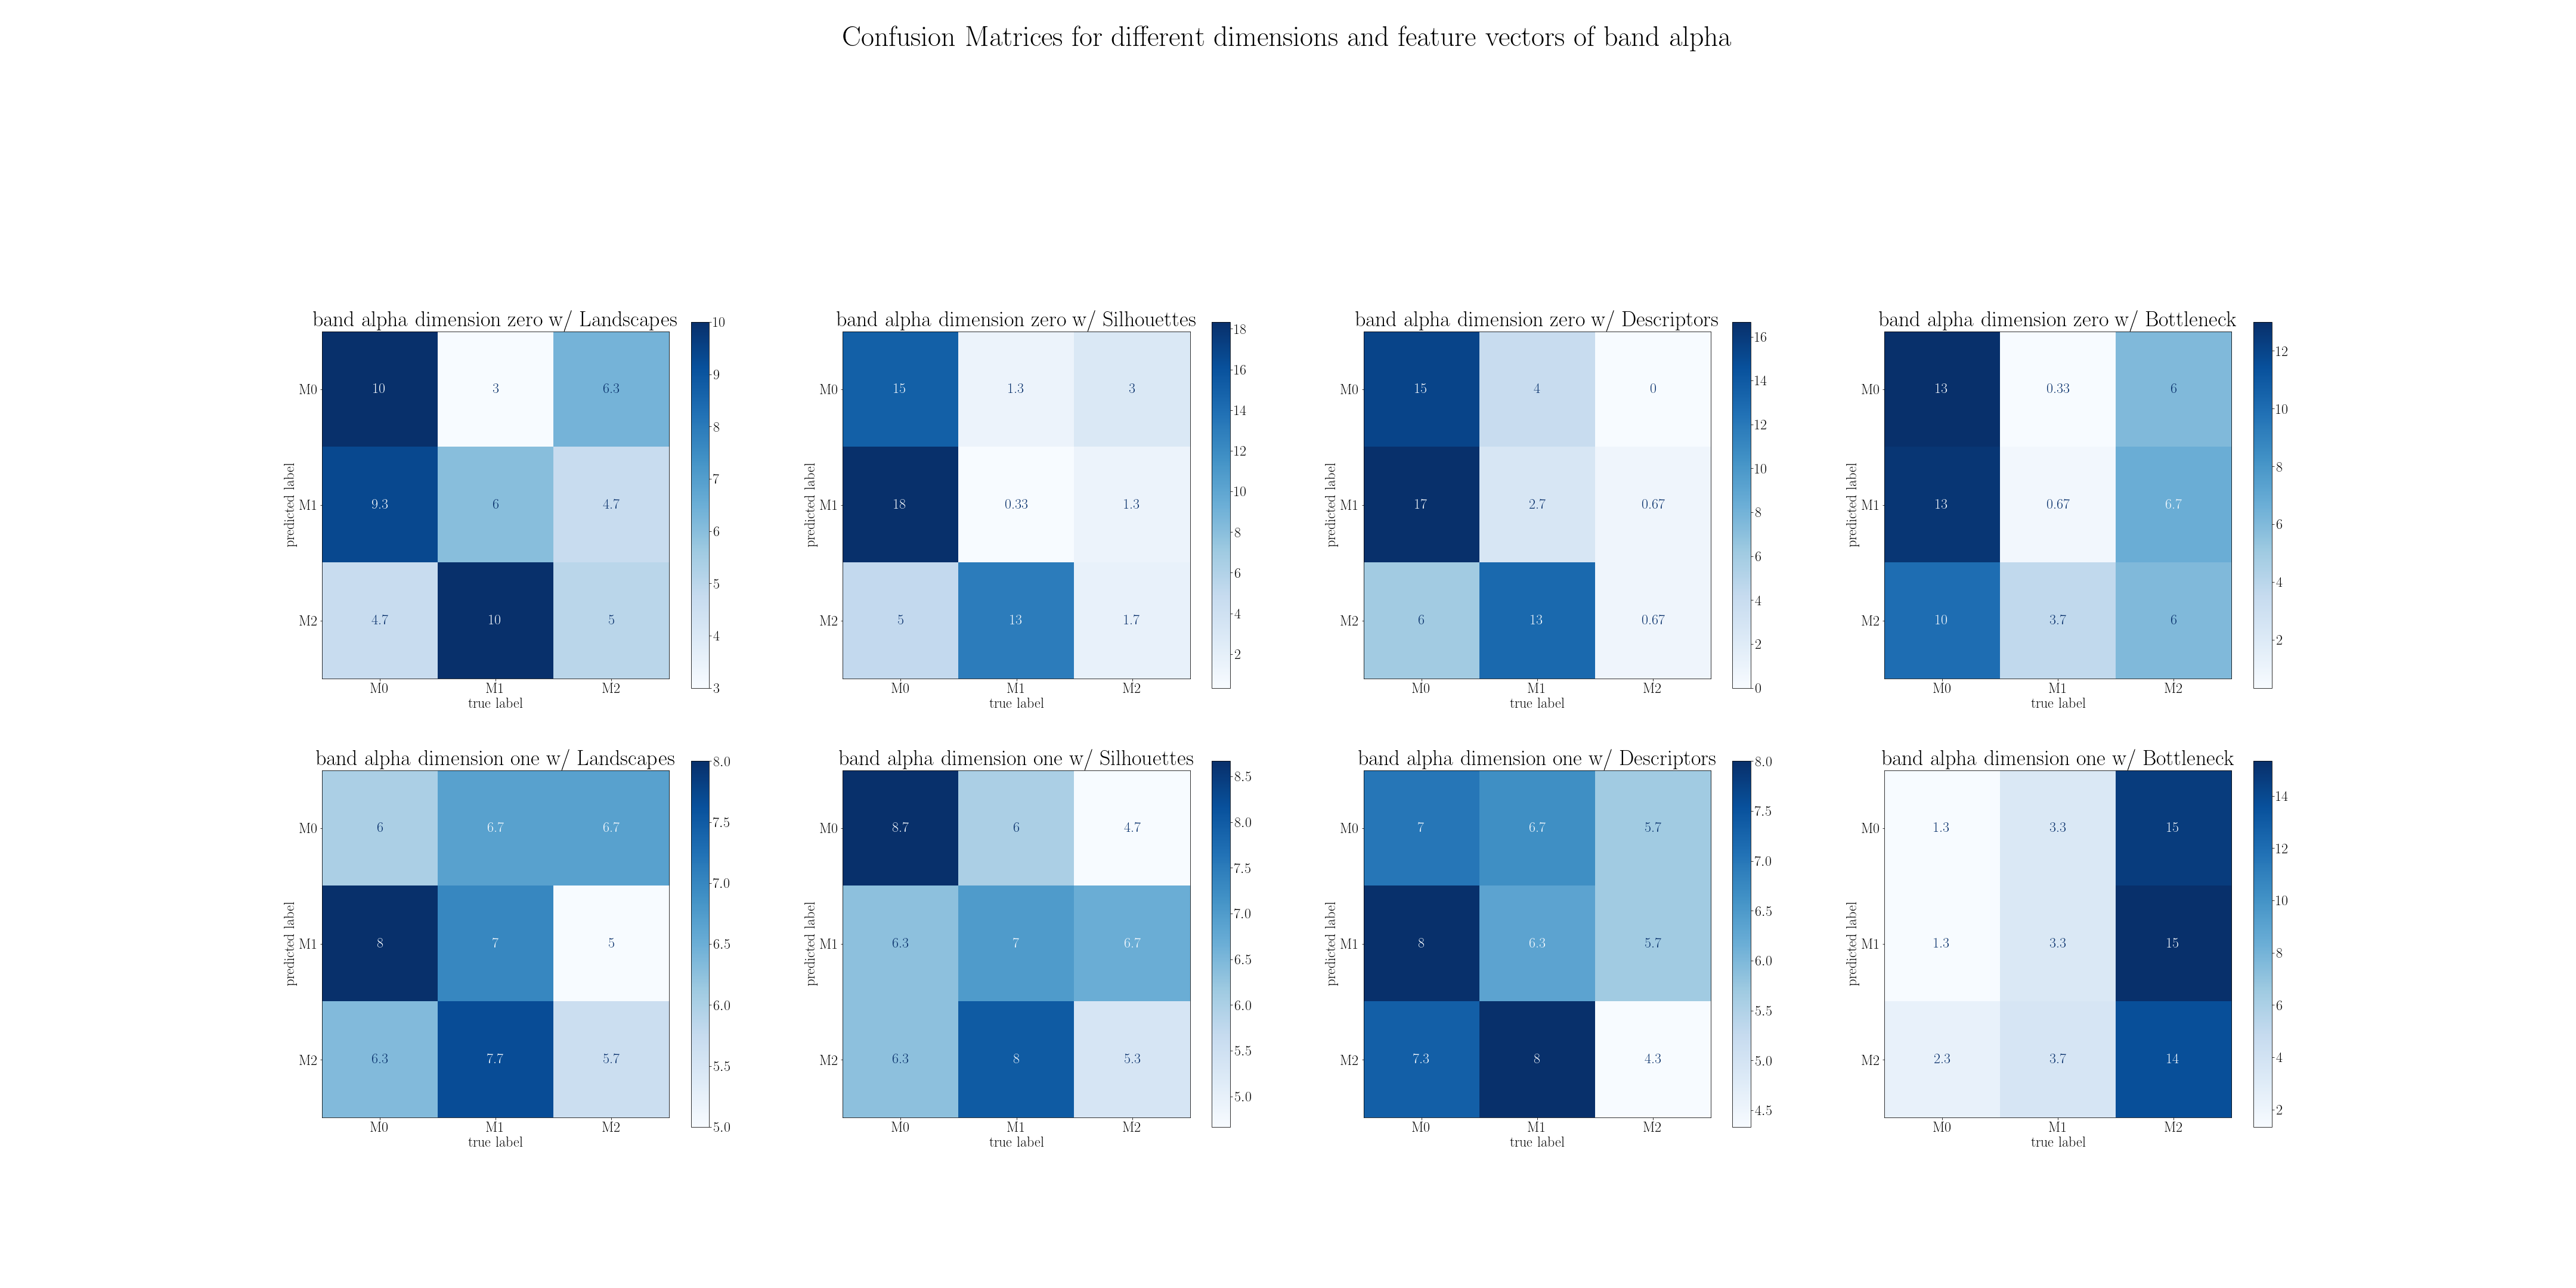 Confusion Matrices for different dimensions and feature vectors of band alpha
band alpha dimension zero w/ Landscapes
10
9
8
7
6
5
4
3
predicted label
M0
10
3
6.3
M1
9.3
6
4.7
M2
4.7
10
5
M0
M1
M2
true label
band alpha dimension zero w/ Silhouettes
18
16
14
12
10
8
6
4
2
predicted label
M0
15
1.3
3
M1
18
0.33
1.3
M2
5
13
1.7
M0
M1
M2
true label
band alpha dimension zero w/ Descriptors
16
14
12
10
8
6
4
2
0
predicted label
M0
15
4
0
M1
17
2.7
0.67
M2
6
13
0.67
M0
M1
M2
true label
band alpha dimension zero w/ Bottleneck
12
10
8
6
4
2
predicted label
M0
13
0.33
6
M1
13
0.67
6.7
M2
10
3.7
6
M0
M1
M2
true label
band alpha dimension one w/ Landscapes
8.0
7.5
7.0
6.5
6.0
5.5
5.0
predicted label
M0
6
6.7
6.7
M1
8
7
5
M2
6.3
7.7
5.7
M0
M1
M2
true label
band alpha dimension one w/ Silhouettes
8.5
8.0
7.5
7.0
6.5
6.0
5.5
5.0
predicted label
M0
8.7
6
4.7
M1
6.3
7
6.7
M2
6.3
8
5.3
M0
M1
M2
true label
band alpha dimension one w/ Descriptors
8.0
7.5
7.0
6.5
6.0
5.5
5.0
4.5
predicted label
M0
7
6.7
5.7
M1
8
6.3
5.7
M2
7.3
8
4.3
M0
M1
M2
true label
band alpha dimension one w/ Bottleneck
14
12
10
8
6
4
2
predicted label
M0
1.3
3.3
15
M1
1.3
3.3
15
M2
2.3
3.7
14
M0
M1
M2
true label